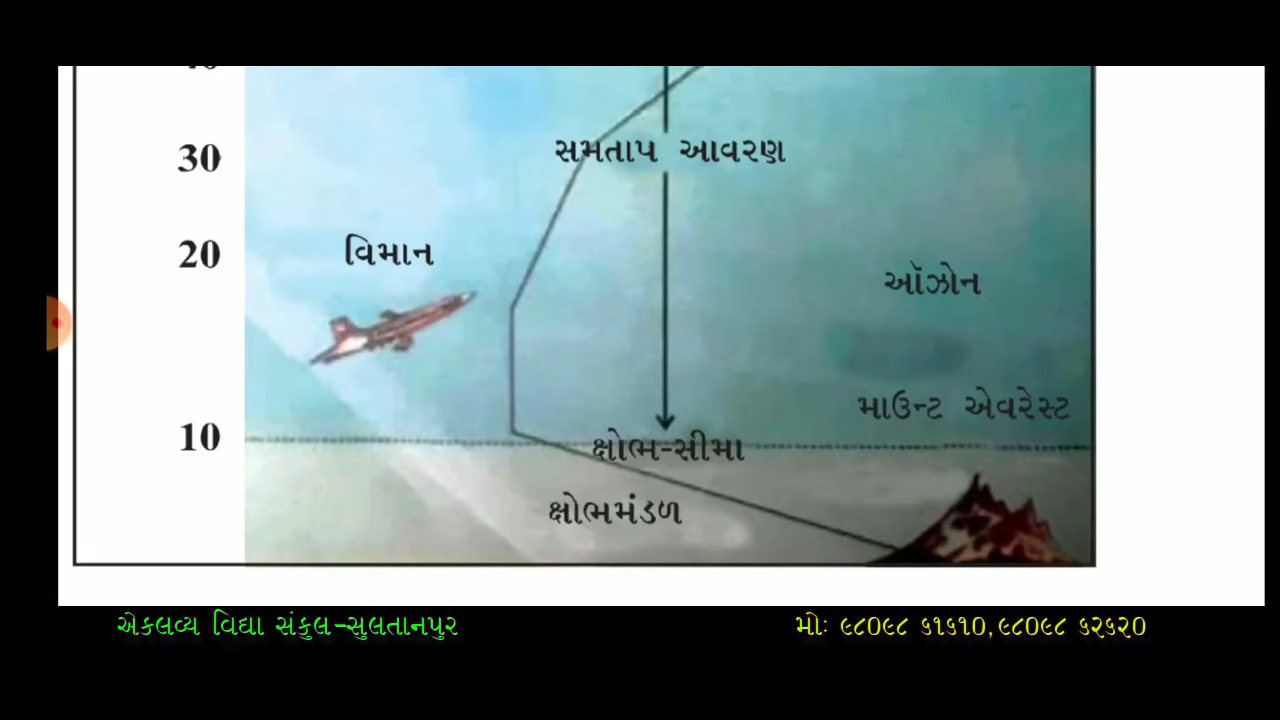 30
સમતાપ આવરણ
20
વિમાન
ઑઝોન
માઉન્ટ એવરેસ્ટ
10
ક્ષોભ-સીમા
ક્ષોભમંડળ
એકલવ્ય વિદ્યા સંકુલ-સુલતાનપુર
મોઃ ૯૮૦૯૮ ૬૧૬૧૦,૯૮૦૯૮ ૬૨૬૨૦